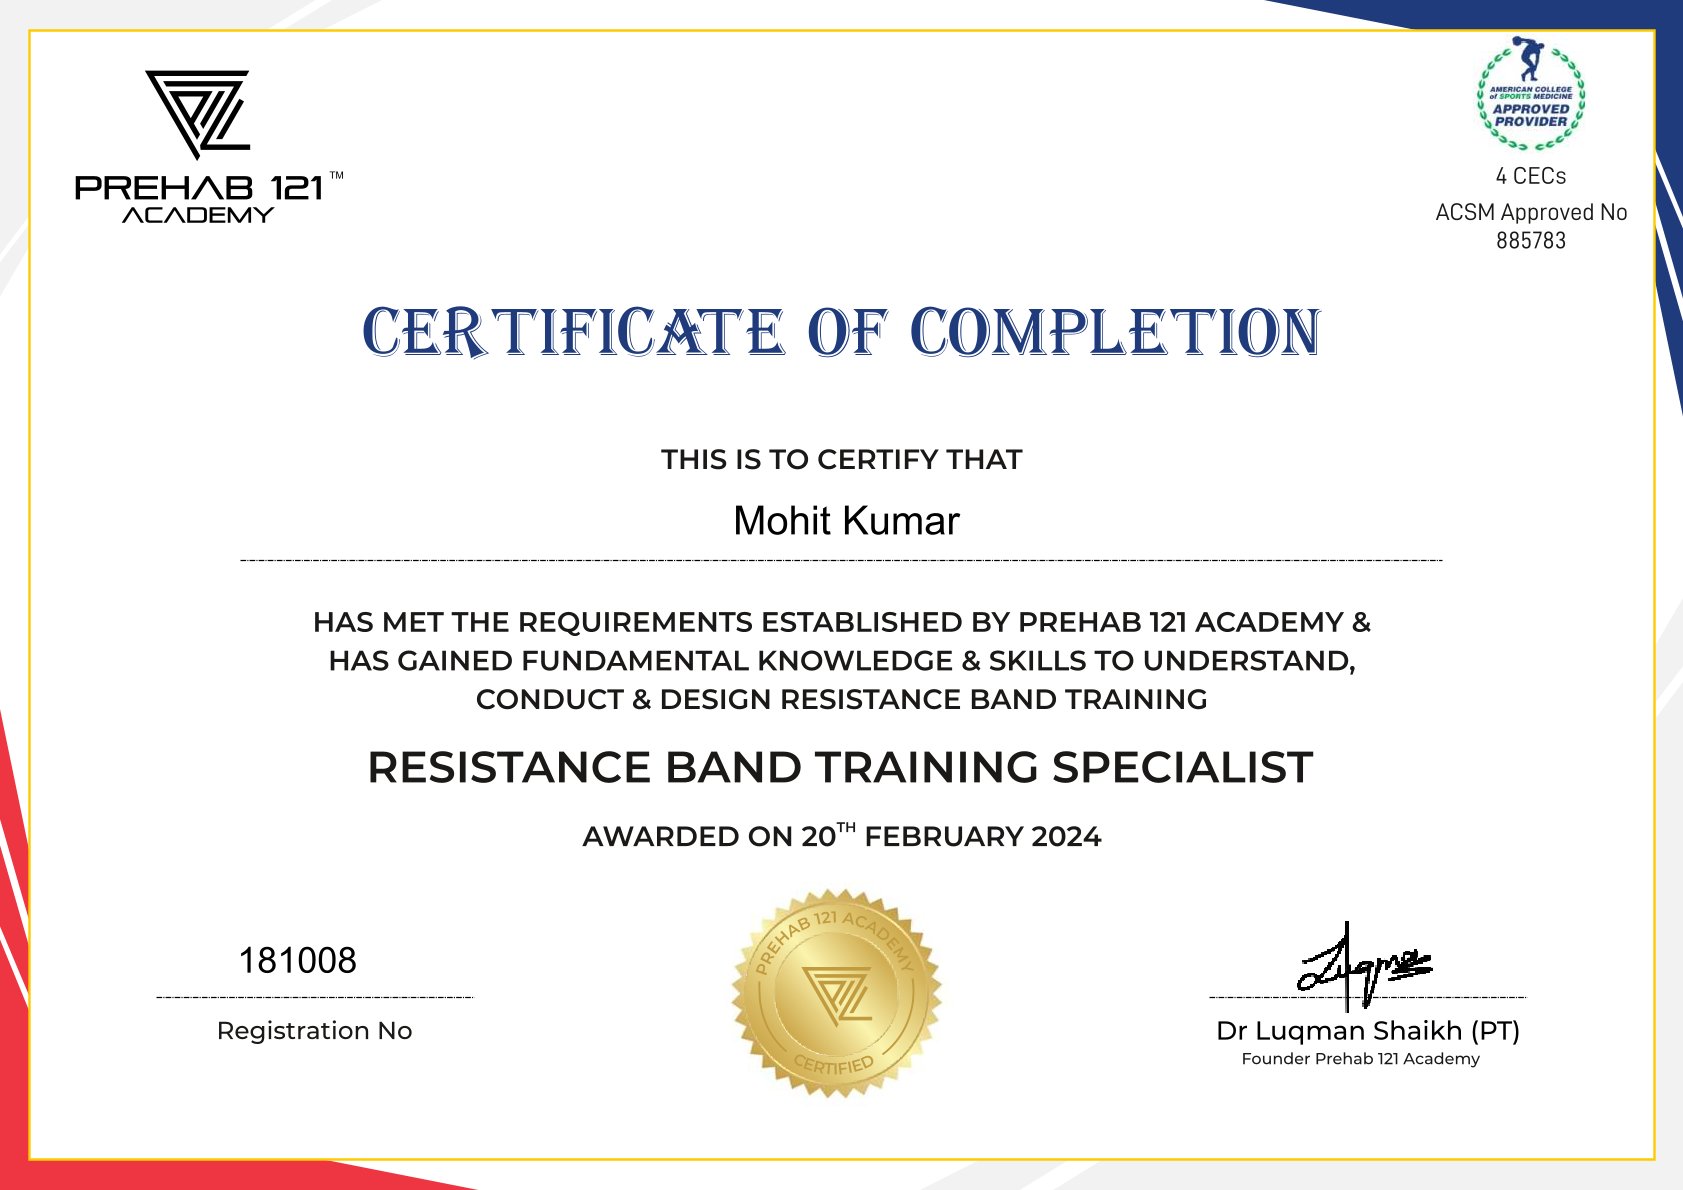 PREHAB 121 ™
ACADEMY
AMERICAN COLLEGE
of SPORTS MEDICINE
APPROVED
PROVIDER
4 CECs
ACSM Approved No
885783
CERTIFICATE OF COMPLETION
THIS IS TO CERTIFY THAT
Mohit Kumar
HAS MET THE REQUIREMENTS ESTABLISHED BY PREHAB 121 ACADEMY &
HAS GAINED FUNDAMENTAL KNOWLEDGE & SKILLS TO UNDERSTAND,
CONDUCT & DESIGN RESISTANCE BAND TRAINING
RESISTANCE BAND TRAINING SPECIALIST
AWARDED ON 20TH FEBRUARY 2024
181008
Registration No
PREHAB 121 ACADEMY
CERTIFIED
Luqman
Dr Luqman Shaikh (PT)
Founder Prehab 121 Academy